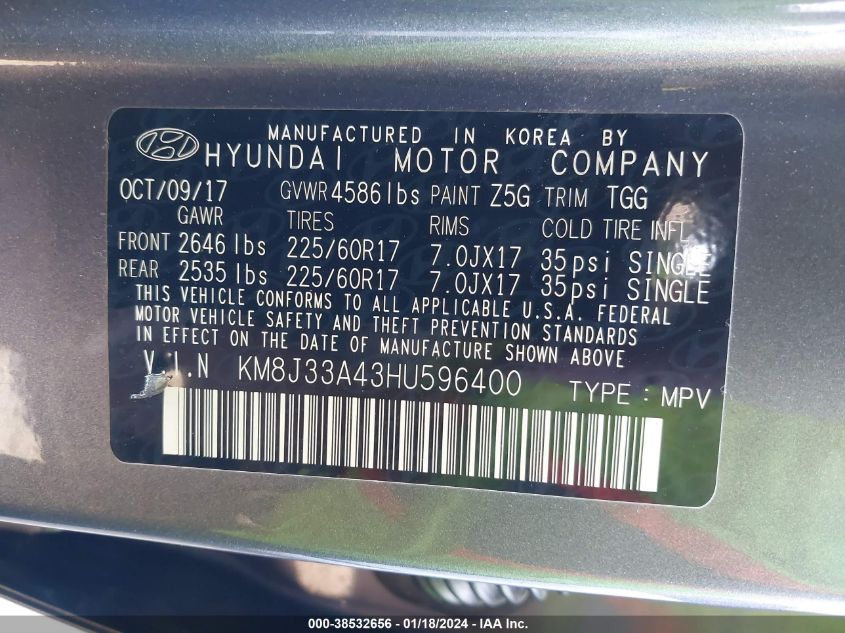 MANUFACTURED IN KOREA BY
HYUNDAI MOTOR COMPANY
OCT/09/17 GVWR 4586 lbs PAINT Z5G TRIM TGG
GAWR TIRES RIMS COLD TIRE INFL
FRONT 2646 lbs 225/60R17 7.0JX17 35psi SINGLE
REAR 2535 lbs 225/60R17 7.0JX17 35psi SINGLE
THIS VEHICLE CONFORMS TO ALL APPLICABLE U.S.A. FEDERAL
MOTOR VEHICLE SAFETY AND THEFT PREVENTION STANDARDS
IN EFFECT ON THE DATE OF MANUFACTURE SHOWN ABOVE
V.I.N KM8J33A43HU596400 TYPE : MPV
000-38532656 - 01/18/2024 - IAA Inc.